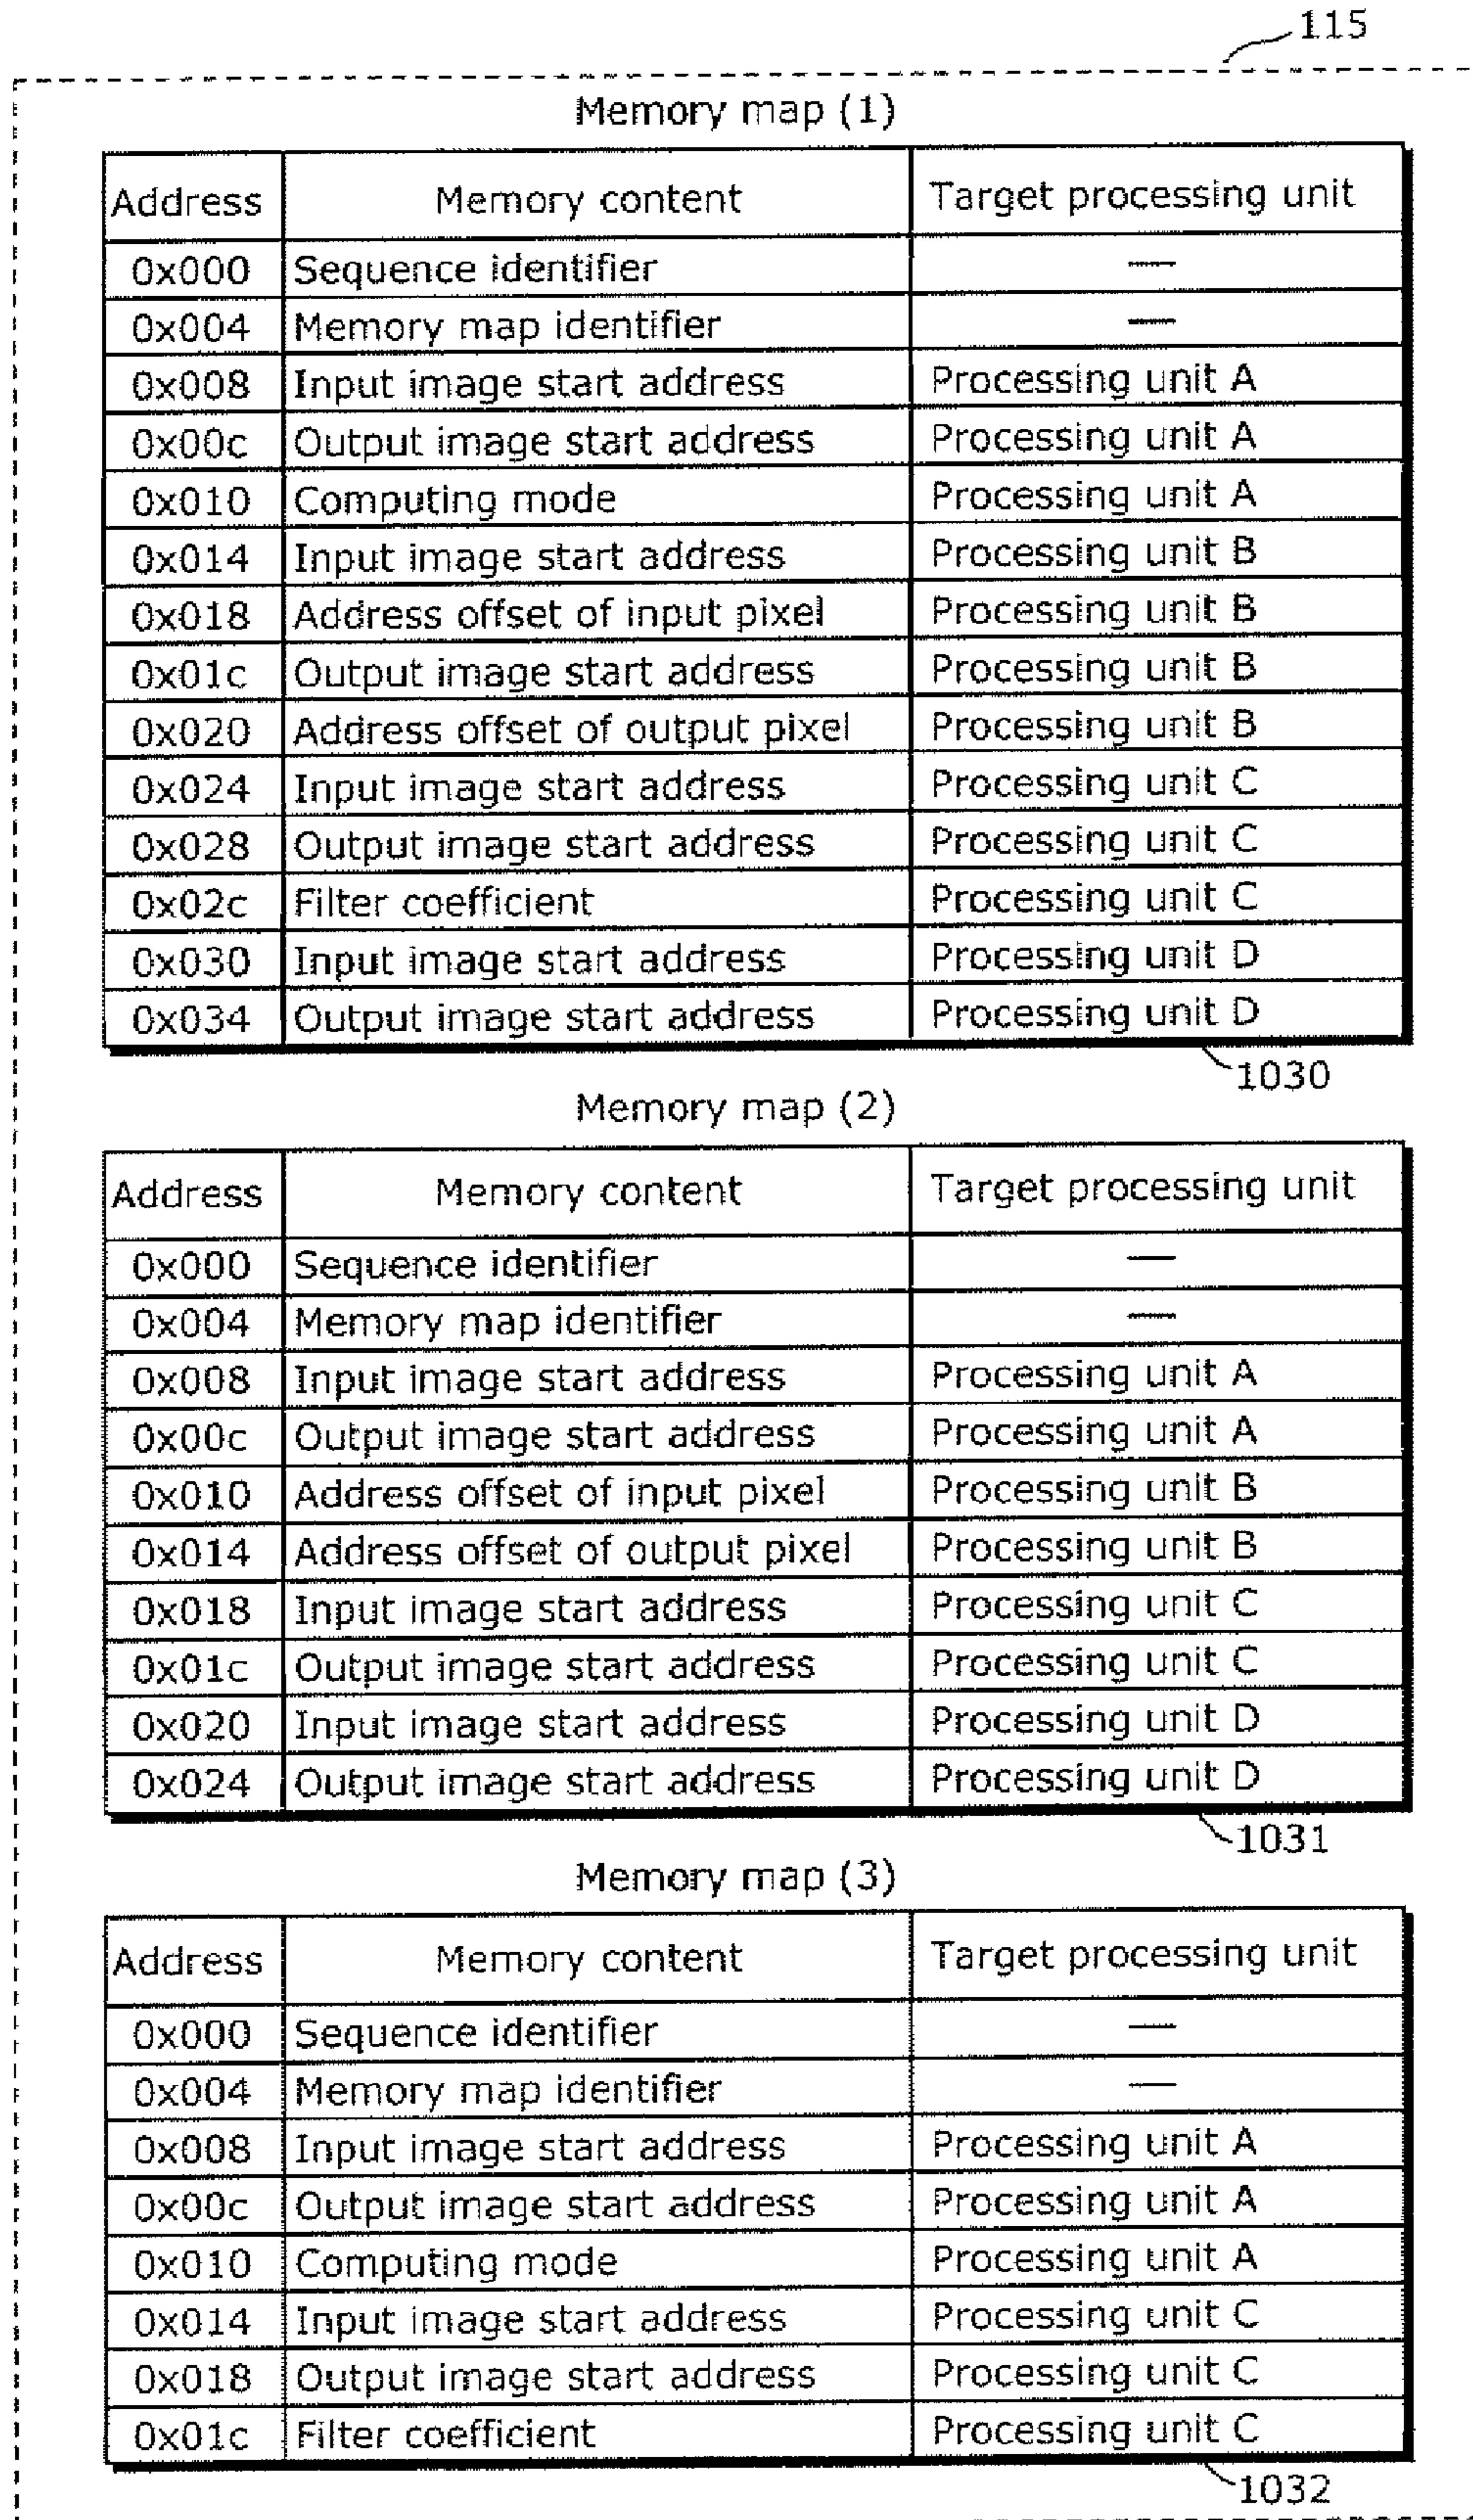 115
Memory map (1)
Address Memory content Target processing unit
0x000 Sequence identifier —
0x004 Memory map identifier —
0x008 Input image start address Processing unit A
0x00c Output image start address Processing unit A
0x010 Computing mode Processing unit A
0x014 Input image start address Processing unit B
0x018 Address offset of input pixel Processing unit B
0x01c Output image start address Processing unit B
0x020 Address offset of output pixel Processing unit B
0x024 Input image start address Processing unit C
0x028 Output image start address Processing unit C
0x02c Filter coefficient Processing unit C
0x030 Input image start address Processing unit D
0x034 Output image start address Processing unit D
1030
Memory map (2)
Address Memory content Target processing unit
0x000 Sequence identifier —
0x004 Memory map identifier —
0x008 Input image start address Processing unit A
0x00c Output image start address Processing unit A
0x010 Address offset of input pixel Processing unit B
0x014 Address offset of output pixel Processing unit B
0x018 Input image start address Processing unit C
0x01c Output image start address Processing unit C
0x020 Input image start address Processing unit D
0x024 Output image start address Processing unit D
1031
Memory map (3)
Address Memory content Target processing unit
0x000 Sequence identifier —
0x004 Memory map identifier —
0x008 Input image start address Processing unit A
0x00c Output image start address Processing unit A
0x010 Computing mode Processing unit A
0x014 Input image start address Processing unit C
0x018 Output image start address Processing unit C
0x01c Filter coefficient Processing unit C
1032